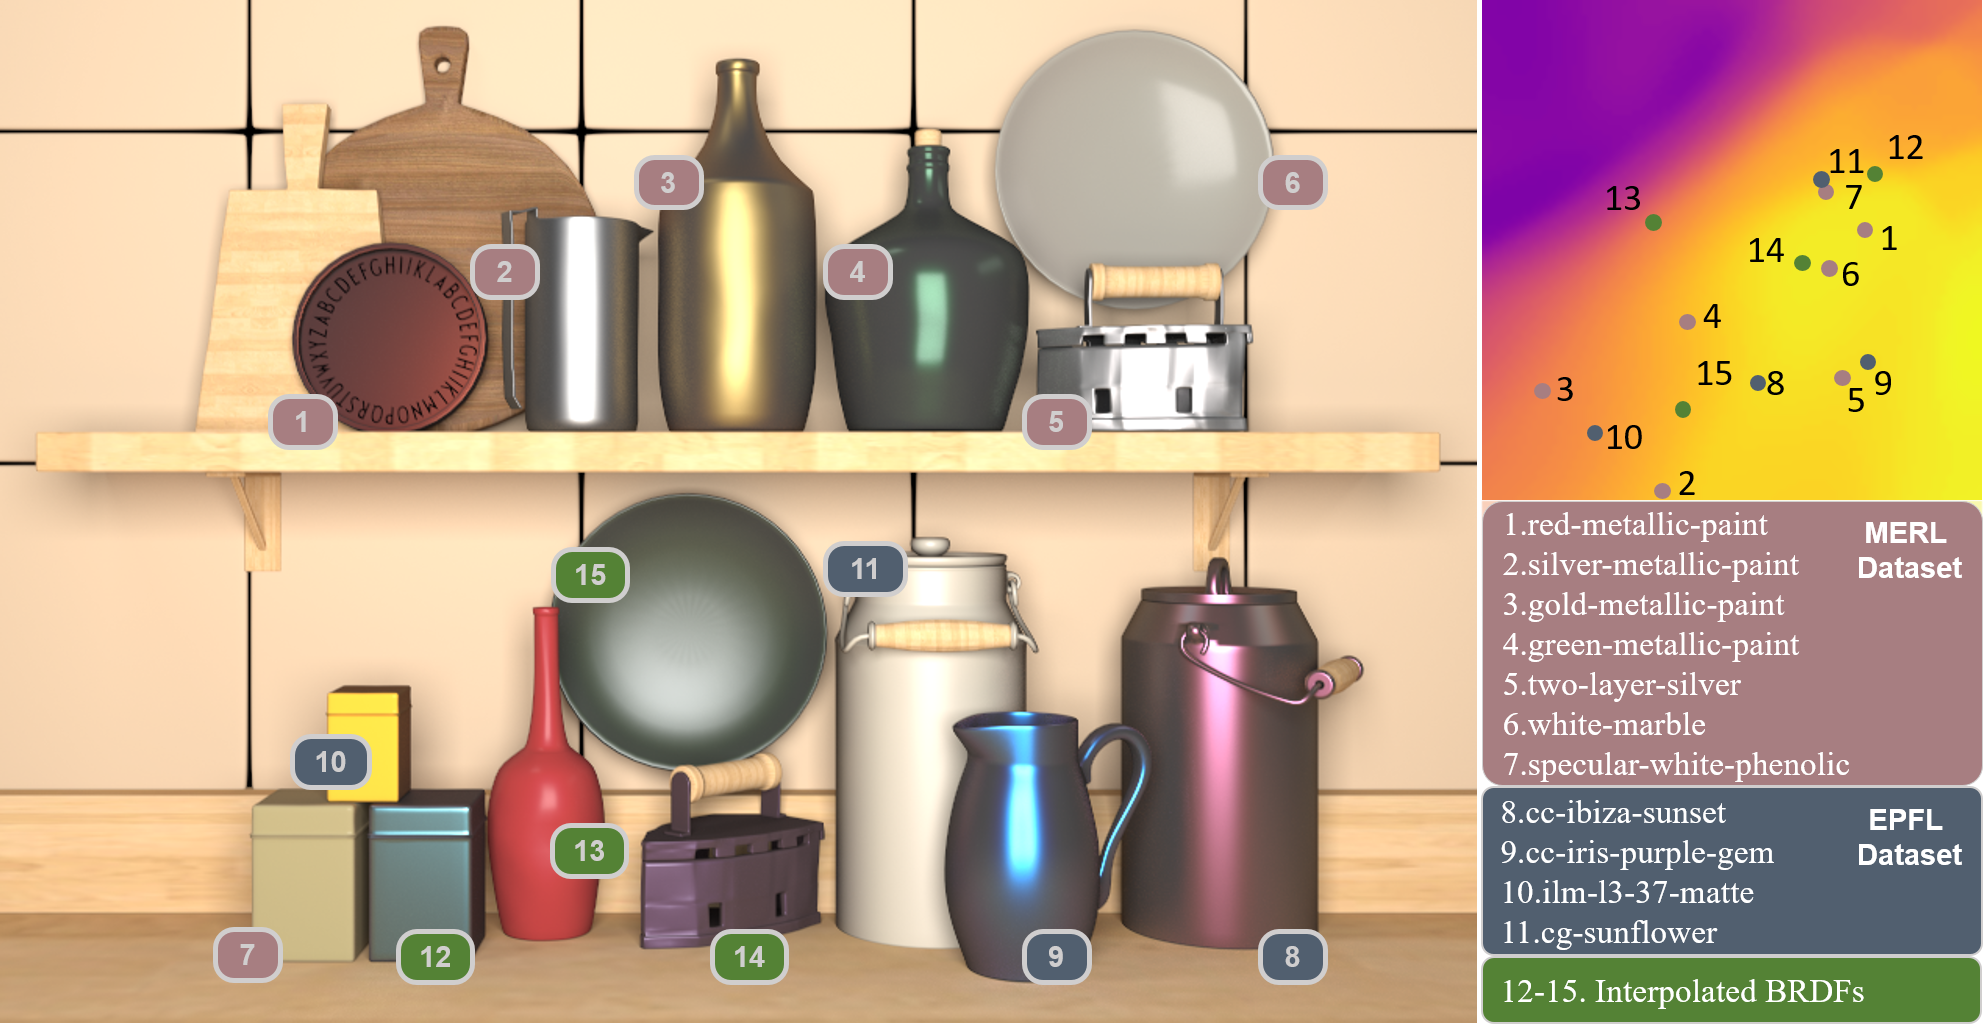 3
6
2
4
ABCDEFGHIJKLABCDEFGHIJKLMNOPQRSTUVWXYZ
1
5
15
11
10
13
7
12
14
9
8
11
12
13
7
14
1
6
4
15
8
9
3
5
10
2
1.red-metallic-paint
2.silver-metallic-paint
3.gold-metallic-paint
4.green-metallic-paint
5.two-layer-silver
6.white-marble
7.specular-white-phenolic
MERL
Dataset
8.cc-ibiza-sunset
9.cc-iris-purple-gem
10.ilm-l3-37-matte
11.cg-sunflower
EPFL
Dataset
12-15. Interpolated BRDFs